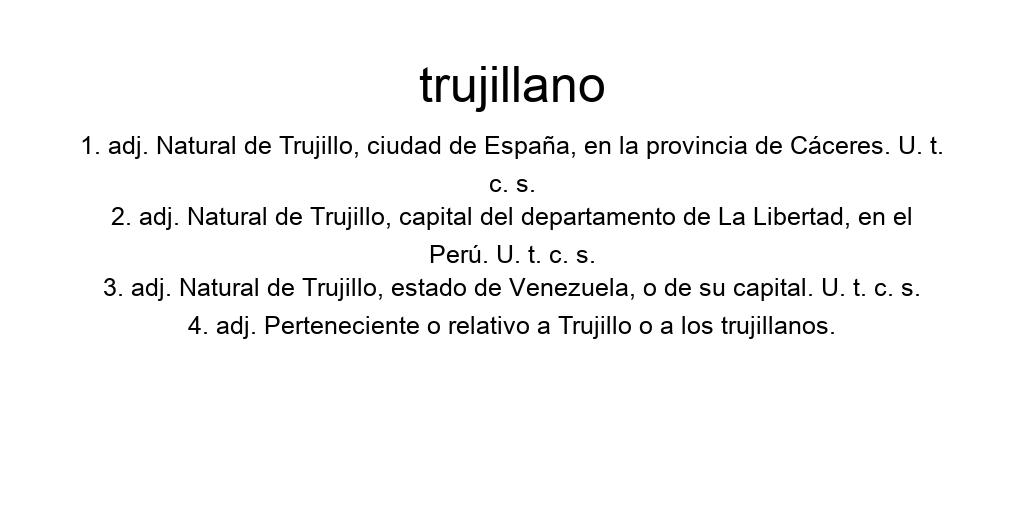 trujillano
1. adj. Natural de Trujillo, ciudad de España, en la provincia de Cáceres. U. t.
c. s.
2. adj. Natural de Trujillo, capital del departamento de La Libertad, en el
Perú. U. t. c. s.
3. adj. Natural de Trujillo, estado de Venezuela, o de su capital. U. t. c. s.
4. adj. Perteneciente o relativo a Trujillo o a los trujillanos.